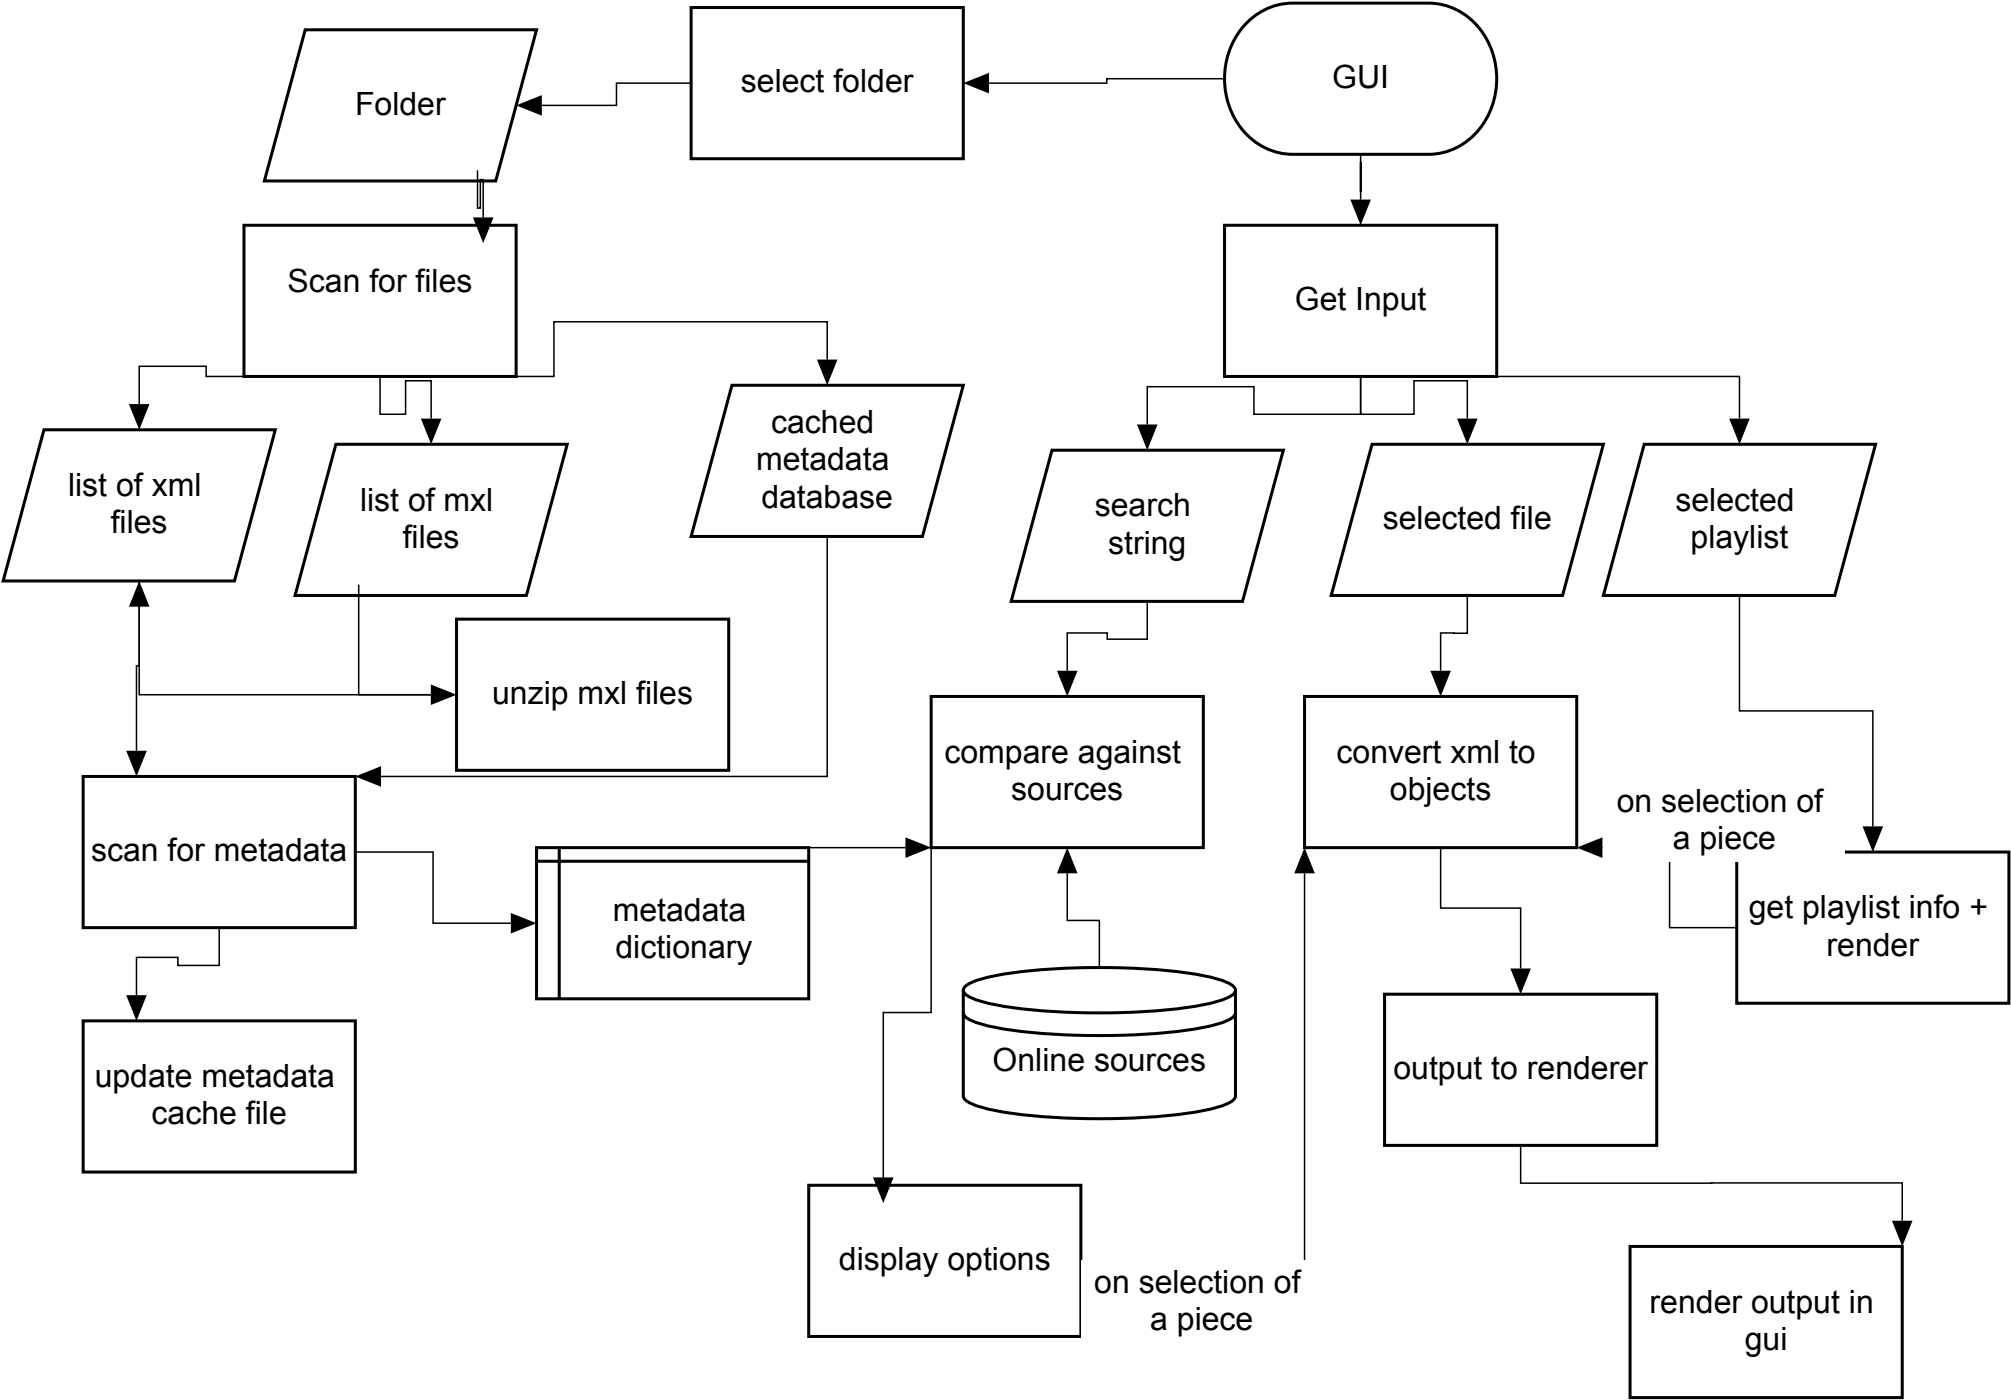 GUI
select folder
Folder
Scan for files
Get Input
cached
metadata
database
list of xml
files
list of mxl
files
search
string
selected file
selected
playlist
unzip mxl files
compare against
sources
convert xml to
objects
on selection of
a piece
scan for metadata
metadata
dictionary
get playlist info +
render
Online sources
output to renderer
update metadata
cache file
display options
on selection of
a piece
render output in
gui